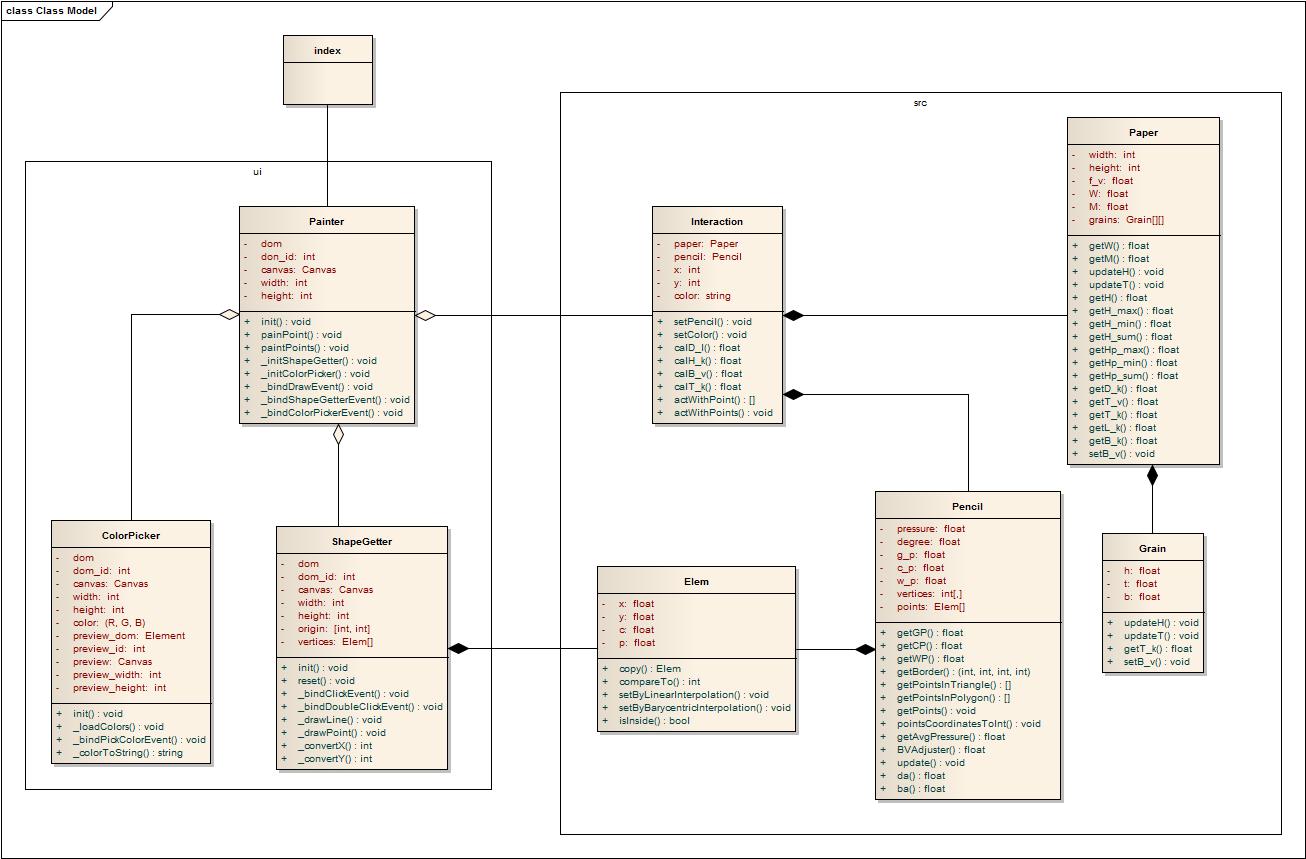 class Class Model
index
ui
Painter
- dom
- don_id: int
- canvas: Canvas
- width: int
- height: int
+ init() : void
+ painPoint() : void
+ paintPoints() : void
+ _initShapeGetter() : void
+ _initColorPicker() : void
+ _bindDrawEvent() : void
+ _bindShapeGetterEvent() : void
+ _bindColorPickerEvent() : void
ColorPicker
- dom
- dom_id: int
- canvas: Canvas
- width: int
- height: int
- color: (R, G, B)
- preview_dom: Element
- preview_id: int
- preview: Canvas
- preview_width: int
- preview_height: int
+ init() : void
+ _loadColors() : void
+ _bindPickColorEvent() : void
+ _colorToString() : string
ShapeGetter
- dom
- dom_id: int
- canvas: Canvas
- width: int
- height: int
- origin: [int, int]
- vertices: Elem[]
+ init() : void
+ reset() : void
+ _bindClickEvent() : void
+ _bindDoubleClickEvent() : void
+ _drawLine() : void
+ _drawPoint() : void
+ _convertX() : int
+ _convertY() : int
src
Interaction
- paper: Paper
- pencil: Pencil
- x: int
- y: int
- color: string
+ setPencil() : void
+ setColor() : void
+ calD_l() : float
+ calH_k() : float
+ calB_v() : float
+ calT_k() : float
+ actWithPoint() : []
+ actWithPoints() : void
Paper
- width: int
- height: int
- f_v: float
- W: float
- M: float
- grains: Grain[][]
+ getW() : float
+ getM() : float
+ updateH() : void
+ updateT() : void
+ getH() : float
+ getH_max() : float
+ getH_min() : float
+ getH_sum() : float
+ getHp_max() : float
+ getHp_min() : float
+ getHp_sum() : float
+ getD_k() : float
+ getT_v() : float
+ getT_k() : float
+ getL_k() : float
+ getB_k() : float
+ setB_v() : void
Elem
- x: float
- y: float
- c: float
- p: float
+ copy() : Elem
+ compareTo() : int
+ setByLinearInterpolation() : void
+ setByBarycentricInterpolation() : void
+ isInside() : bool
Pencil
- pressure: float
- degree: float
- g_p: float
- c_p: float
- w_p: float
- vertices: int[,]
- points: Elem[]
+ getGP() : float
+ getCP() : float
+ getWP() : float
+ getBorder() : (int, int, int, int)
+ getPointsInTriangle() : []
+ getPointsInPolygon() : []
+ getPoints() : void
+ pointsCoordinatesToInt() : void
+ getAvgPressure() : float
+ BVAdjuster() : float
+ update() : void
+ da() : float
+ ba() : float
Grain
- h: float
- t: float
- b: float
+ updateH() : void
+ updateT() : void
+ getT_k() : float
+ setB_v() : void